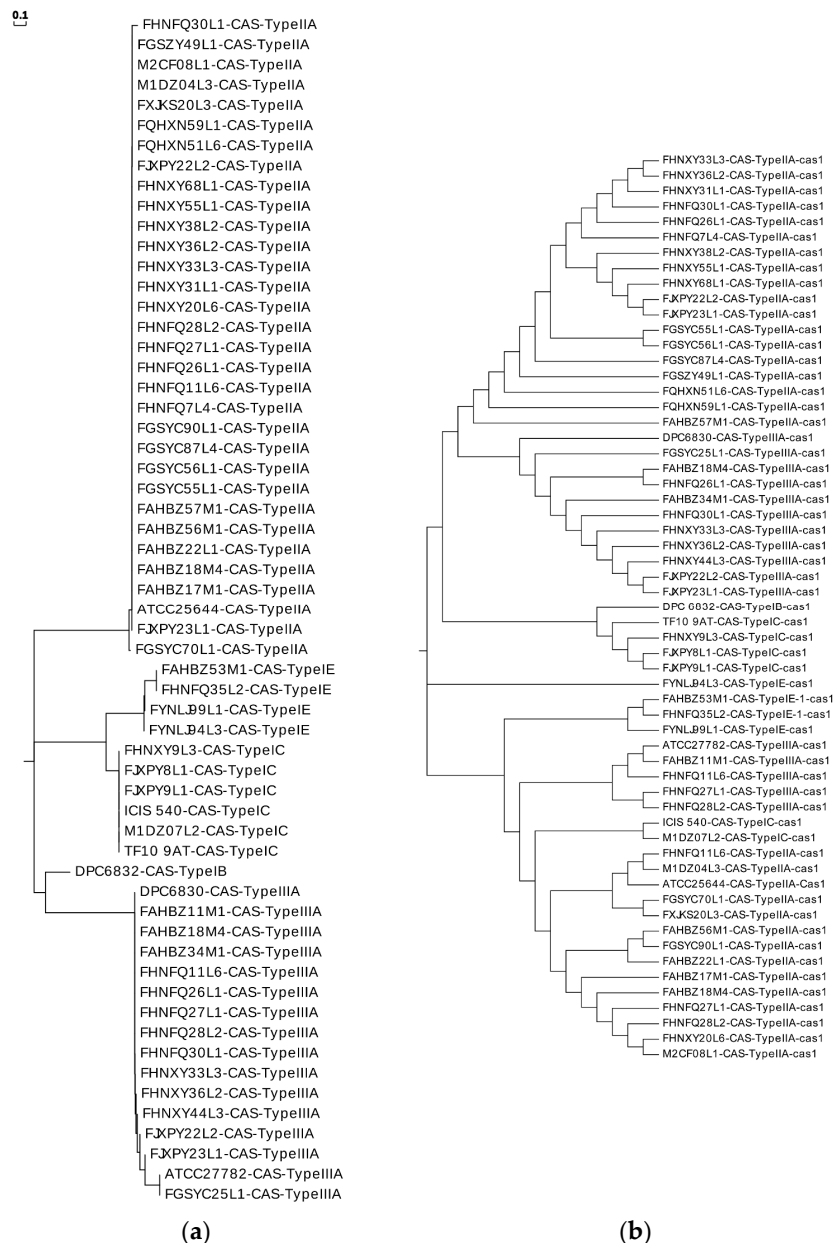 0.1
FHNFQ30L1-CAS-TypeIIA
FGSZY49L1-CAS-TypeIIA
M2CF08L1-CAS-TypeIIA
M1DZ04L3-CAS-TypeIIA
FXJKS20L3-CAS-TypeIIA
FQHXN59L1-CAS-TypeIIA
FQHXN51L6-CAS-TypeIIA
FJXPY22L2-CAS-TypeIIA
FHNXY68L1-CAS-TypeIIA
FHNXY55L1-CAS-TypeIIA
FHNXY38L2-CAS-TypeIIA
FHNXY36L2-CAS-TypeIIA
FHNXY33L3-CAS-TypeIIA
FHNXY31L1-CAS-TypeIIA
FHNXY20L6-CAS-TypeIIA
FHNFQ28L2-CAS-TypeIIA
FHNFQ27L1-CAS-TypeIIA
FHNFQ26L1-CAS-TypeIIA
FHNFQ11L6-CAS-TypeIIA
FHNFQ7L4-CAS-TypeIIA
FGSYC90L1-CAS-TypeIIA
FGSYC87L4-CAS-TypeIIA
FGSYC56L1-CAS-TypeIIA
FGSYC55L1-CAS-TypeIIA
FAHBZ57M1-CAS-TypeIIA
FAHBZ56M1-CAS-TypeIIA
FAHBZ22L1-CAS-TypeIIA
FAHBZ18M4-CAS-TypeIIA
FAHBZ17M1-CAS-TypeIIA
ATCC25644-CAS-TypeIIA
FJXPY23L1-CAS-TypeIIA
FGSYC70L1-CAS-TypeIIA
FAHBZ53M1-CAS-TypeIE
FHNFQ35L2-CAS-TypeIE
FYNLJ99L1-CAS-TypeIE
FYNLJ94L3-CAS-TypeIE
FHNXY9L3-CAS-TypeIC
FJXPY8L1-CAS-TypeIC
FJXPY9L1-CAS-TypeIC
ICIS 540-CAS-TypeIC
M1DZ07L2-CAS-TypeIC
TF10 9AT-CAS-TypeIC
DPC6832-CAS-TypeIB
DPC6830-CAS-TypeIIIA
FAHBZ11M1-CAS-TypeIIIA
FAHBZ18M4-CAS-TypeIIIA
FAHBZ34M1-CAS-TypeIIIA
FHNFQ11L6-CAS-TypeIIIA
FHNFQ26L1-CAS-TypeIIIA
FHNFQ27L1-CAS-TypeIIIA
FHNFQ28L2-CAS-TypeIIIA
FHNFQ30L1-CAS-TypeIIIA
FHNXY33L3-CAS-TypeIIIA
FHNXY36L2-CAS-TypeIIIA
FHNXY44L3-CAS-TypeIIIA
FJXPY22L2-CAS-TypeIIIA
FJXPY23L1-CAS-TypeIIIA
ATCC27782-CAS-TypeIIIA
FGSYC25L1-CAS-TypeIIIA
(a)
FHNXY33L3-CAS-TypeIIA-cas1
FHNXY36L2-CAS-TypeIIA-cas1
FHNXY31L1-CAS-TypeIIA-cas1
FHNFQ30L1-CAS-TypeIIA-cas1
FHNFQ26L1-CAS-TypeIIA-cas1
FHNFQ7L4-CAS-TypeIIA-cas1
FHNXY38L2-CAS-TypeIIA-cas1
FHNXY55L1-CAS-TypeIIA-cas1
FHNXY68L1-CAS-TypeIIA-cas1
FJXPY22L2-CAS-TypeIIA-cas1
FJXPY23L1-CAS-TypeIIA-cas1
FGSYC55L1-CAS-TypeIIA-cas1
FGSYC56L1-CAS-TypeIIA-cas1
FGSYC87L4-CAS-TypeIIA-cas1
FGSZY49L1-CAS-TypeIIA-cas1
FQHXN51L6-CAS-TypeIIA-cas1
FQHXN59L1-CAS-TypeIIA-cas1
FAHBZ57M1-CAS-TypeIIA-cas1
DPC6830-CAS-TypeIIIA-cas1
FGSYC25L1-CAS-TypeIIIA-cas1
FAHBZ18M4-CAS-TypeIIIA-cas1
FHNFQ26L1-CAS-TypeIIIA-cas1
FAHBZ34M1-CAS-TypeIIIA-cas1
FHNFQ30L1-CAS-TypeIIIA-cas1
FHNXY33L3-CAS-TypeIIIA-cas1
FHNXY36L2-CAS-TypeIIIA-cas1
FHNXY44L3-CAS-TypeIIIA-cas1
FJXPY22L2-CAS-TypeIIIA-cas1
FJXPY23L1-CAS-TypeIIIA-cas1
DPC 6832-CAS-TypeIB-cas1
TF10 9AT-CAS-TypeIC-cas1
FHNXY9L3-CAS-TypeIC-cas1
FJXPY8L1-CAS-TypeIC-cas1
FJXPY9L1-CAS-TypeIC-cas1
FYNLJ94L3-CAS-TypeIE-cas1
FAHBZ53M1-CAS-TypeIE-1-cas1
FHNFQ35L2-CAS-TypeIE-1-cas1
FYNLJ99L1-CAS-TypeIE-cas1
ATCC27782-CAS-TypeIIIA-cas1
FAHBZ11M1-CAS-TypeIIIA-cas1
FHNFQ11L6-CAS-TypeIIIA-cas1
FHNFQ27L1-CAS-TypeIIIA-cas1
FHNFQ28L2-CAS-TypeIIIA-cas1
ICIS 540-CAS-TypeIC-cas1
M1DZ07L2-CAS-TypeIC-cas1
FHNFQ11L6-CAS-TypeIIA-cas1
M1DZ04L3-CAS-TypeIIA-cas1
ATCC25644-CAS-TypeIIA-Cas1
FGSYC70L1-CAS-TypeIIA-cas1
FXJKS20L3-CAS-TypeIIA-cas1
FAHBZ56M1-CAS-TypeIIA-cas1
FGSYC90L1-CAS-TypeIIA-cas1
FAHBZ22L1-CAS-TypeIIA-cas1
FAHBZ17M1-CAS-TypeIIA-cas1
FAHBZ18M4-CAS-TypeIIA-cas1
FHNFQ27L1-CAS-TypeIIA-cas1
FHNFQ28L2-CAS-TypeIIA-cas1
FHNXY20L6-CAS-TypeIIA-cas1
M2CF08L1-CAS-TypeIIA-cas1
(b)